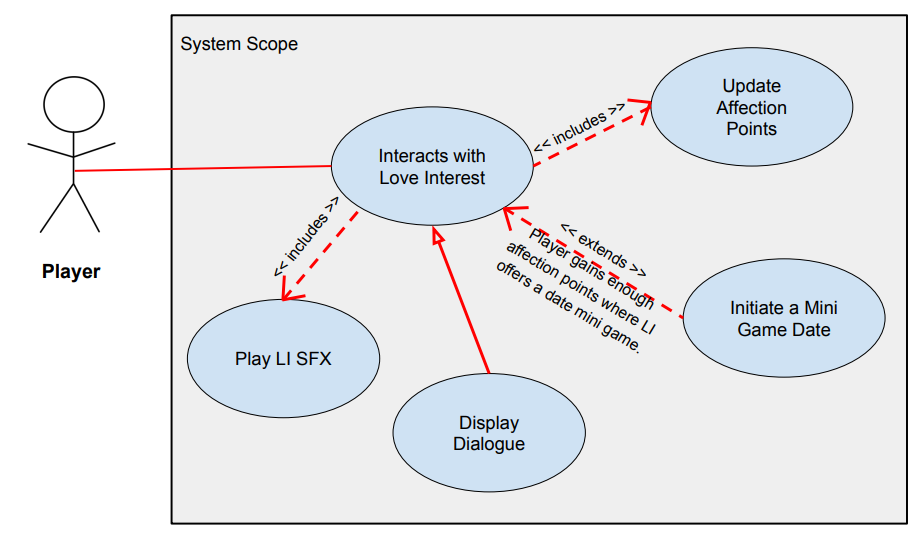 System Scope
Update
Affection
Points
<< includes >>
Interacts with
Love Interest
<< includes >>
<< extends >>
Player gains enough
affection points where LI
offers a date mini game.
Player
Initiate a Mini
Game Date
Play LI SFX
Display
Dialogue